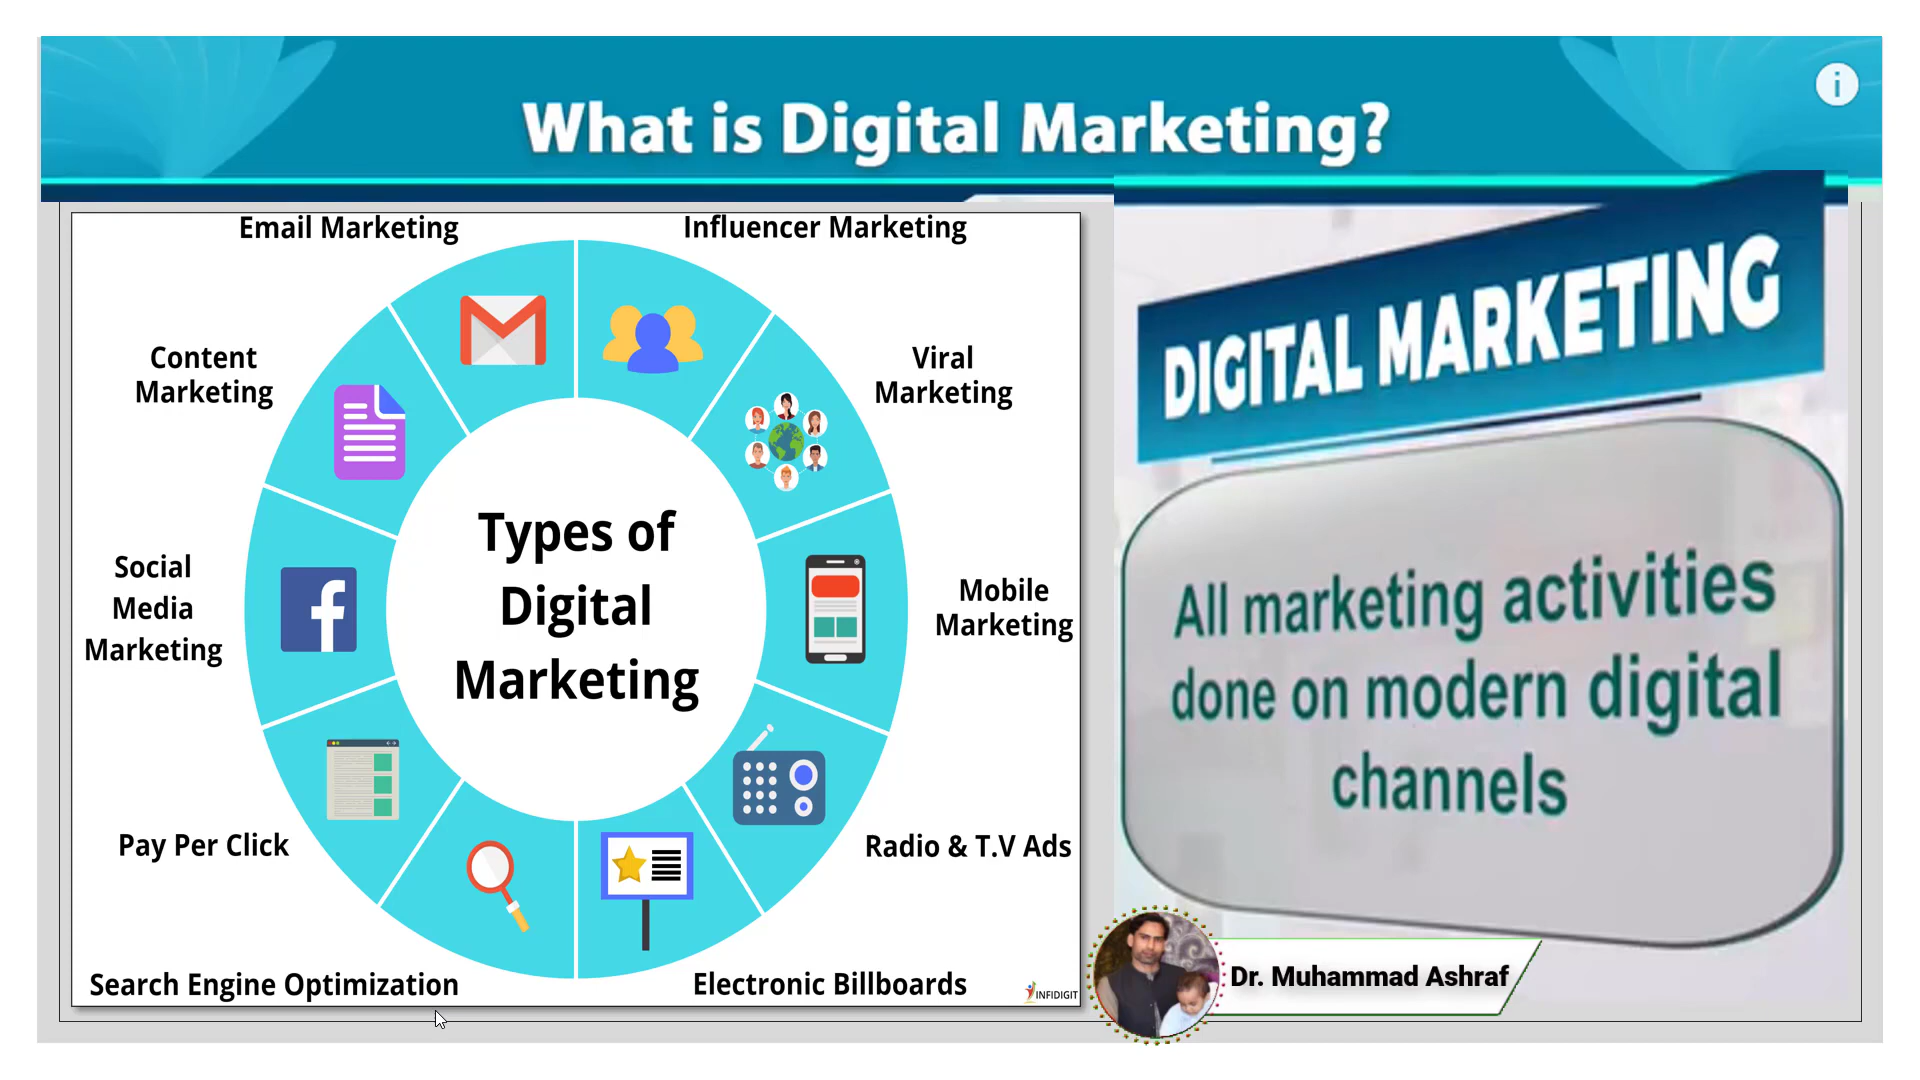 What is Digital Marketing?
i
Email Marketing
Influencer Marketing
Content
Marketing
Viral
Marketing
Social
Media
Marketing
Types of
Digital
Marketing
Mobile
Marketing
Pay Per Click
Radio & T.V Ads
Search Engine Optimization
Electronic Billboards
INFIDIGIT
DIGITAL MARKETING
All marketing activities
done on modern digital
channels
Dr. Muhammad Ashraf